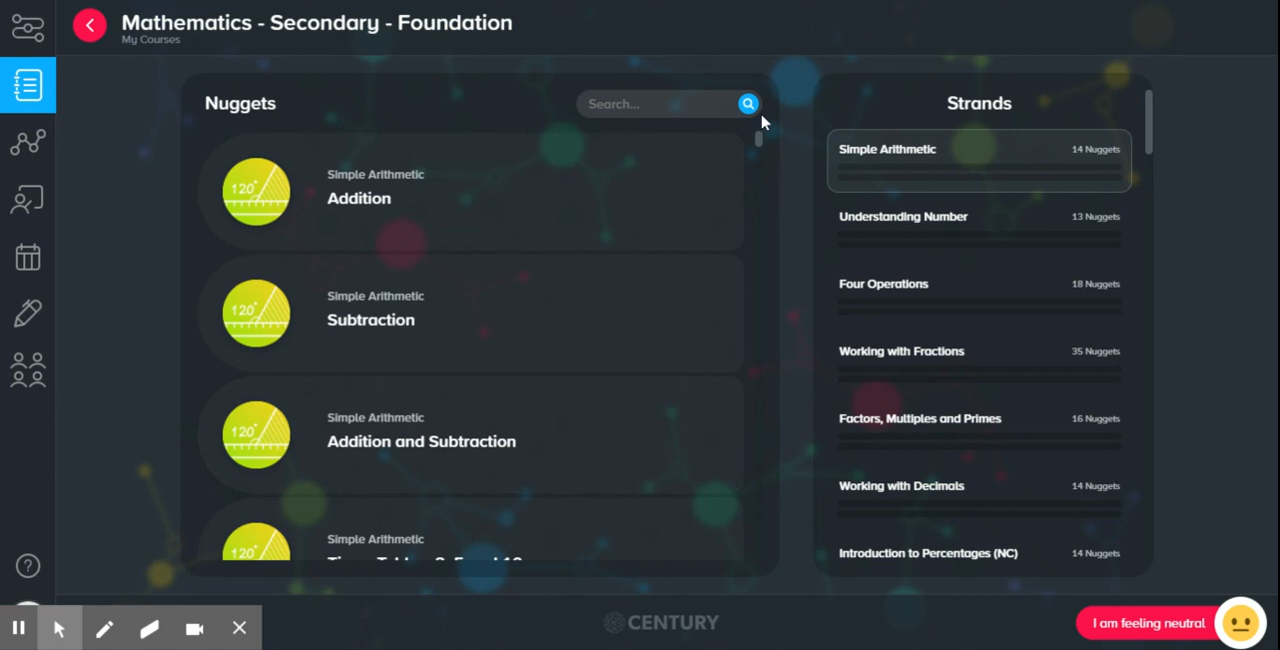 Mathematics - Secondary - Foundation
My Courses
Nuggets
Search...
Simple Arithmetic
Addition
Simple Arithmetic
Subtraction
Simple Arithmetic
Addition and Subtraction
Simple Arithmetic
Strands
Simple Arithmetic 14 Nuggets
Understanding Number 13 Nuggets
Four Operations 18 Nuggets
Working with Fractions 35 Nuggets
Factors, Multiples and Primes 16 Nuggets
Working with Decimals 14 Nuggets
Introduction to Percentages (NC) 14 Nuggets
120°
120°
120°
120°
?
CENTURY
I am feeling neutral